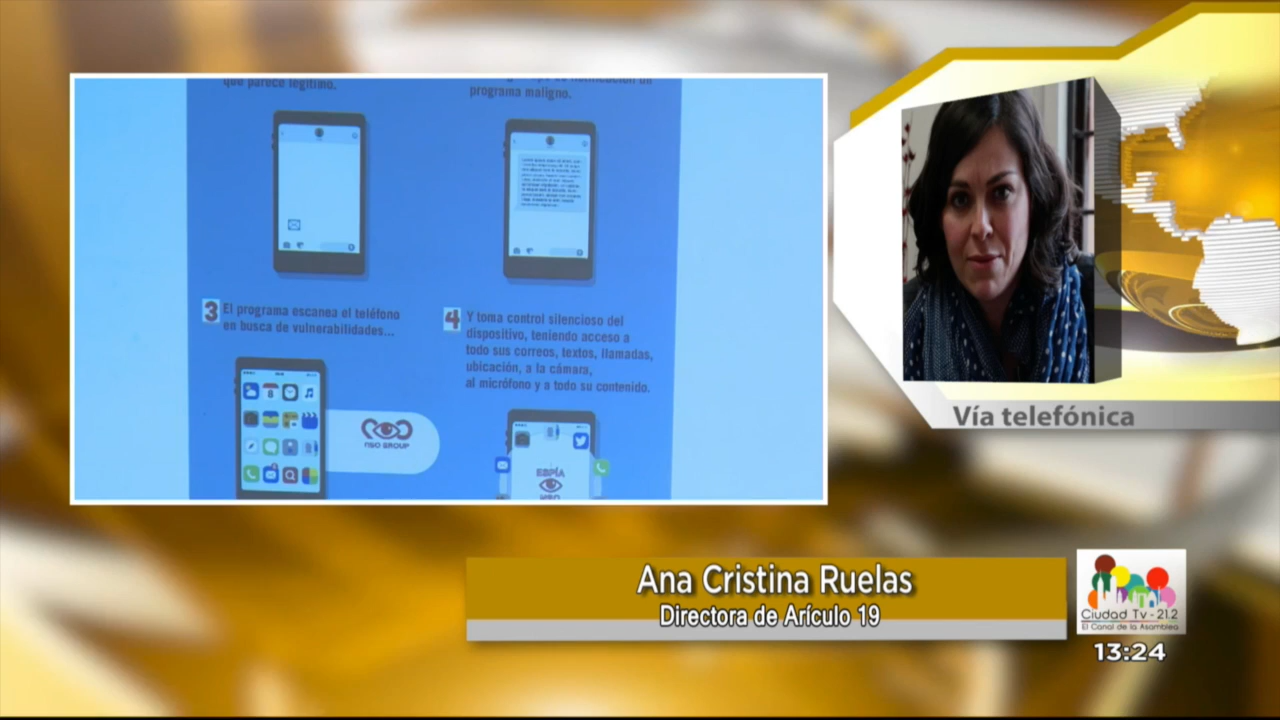 que parece legítimo.
programa maligno.
3
El programa escanea el teléfono
en busca de vulnerabilidades...
4
Y toma control silencioso del
dispositivo, teniendo acceso a
todo sus correos, textos, llamadas,
ubicación, a la cámara,
al micrófono y a todo su contenido.
NSO GROUP
ESPÍA
NSO
Vía telefónica
Ana Cristina Ruelas
Directora de Arículo 19
Ciudad Tv - 21.2
El Canal de la Asamblea
13:24